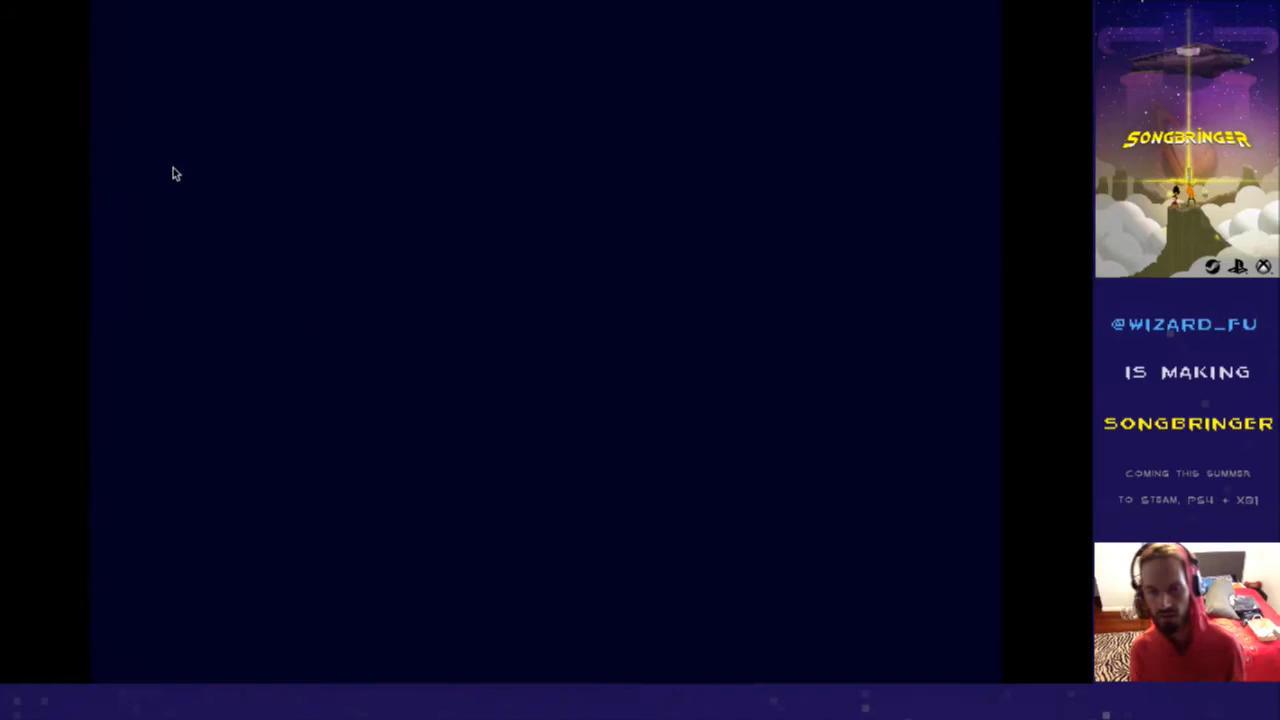 SONGBRINGER
@WIZARD_FU
IS MAKING
SONGBRINGER
COMING THIS SUMMER
TO STEAM, PS4 + XB1